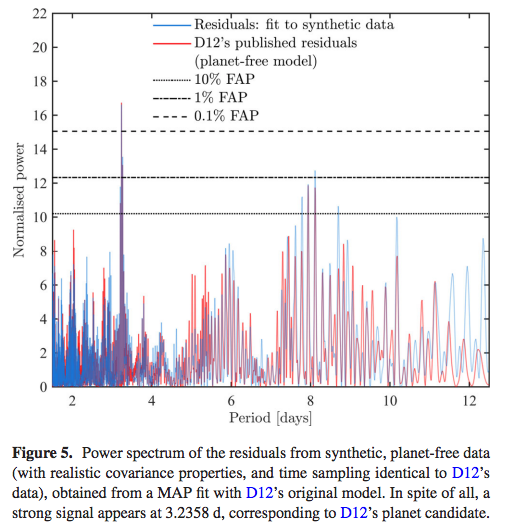 22
20
18
16
14
12
10
8
6
4
2
0
Normalised power
Residuals: fit to synthetic data
D12's published residuals
(planet-free model)
10% FAP
1% FAP
0.1% FAP
2 4 6 8 10 12
Period [days]
Figure 5. Power spectrum of the residuals from synthetic, planet-free data
(with realistic covariance properties, and time sampling identical to D12's
data), obtained from a MAP fit with D12's original model. In spite of all, a
strong signal appears at 3.2358 d, corresponding to D12's planet candidate.